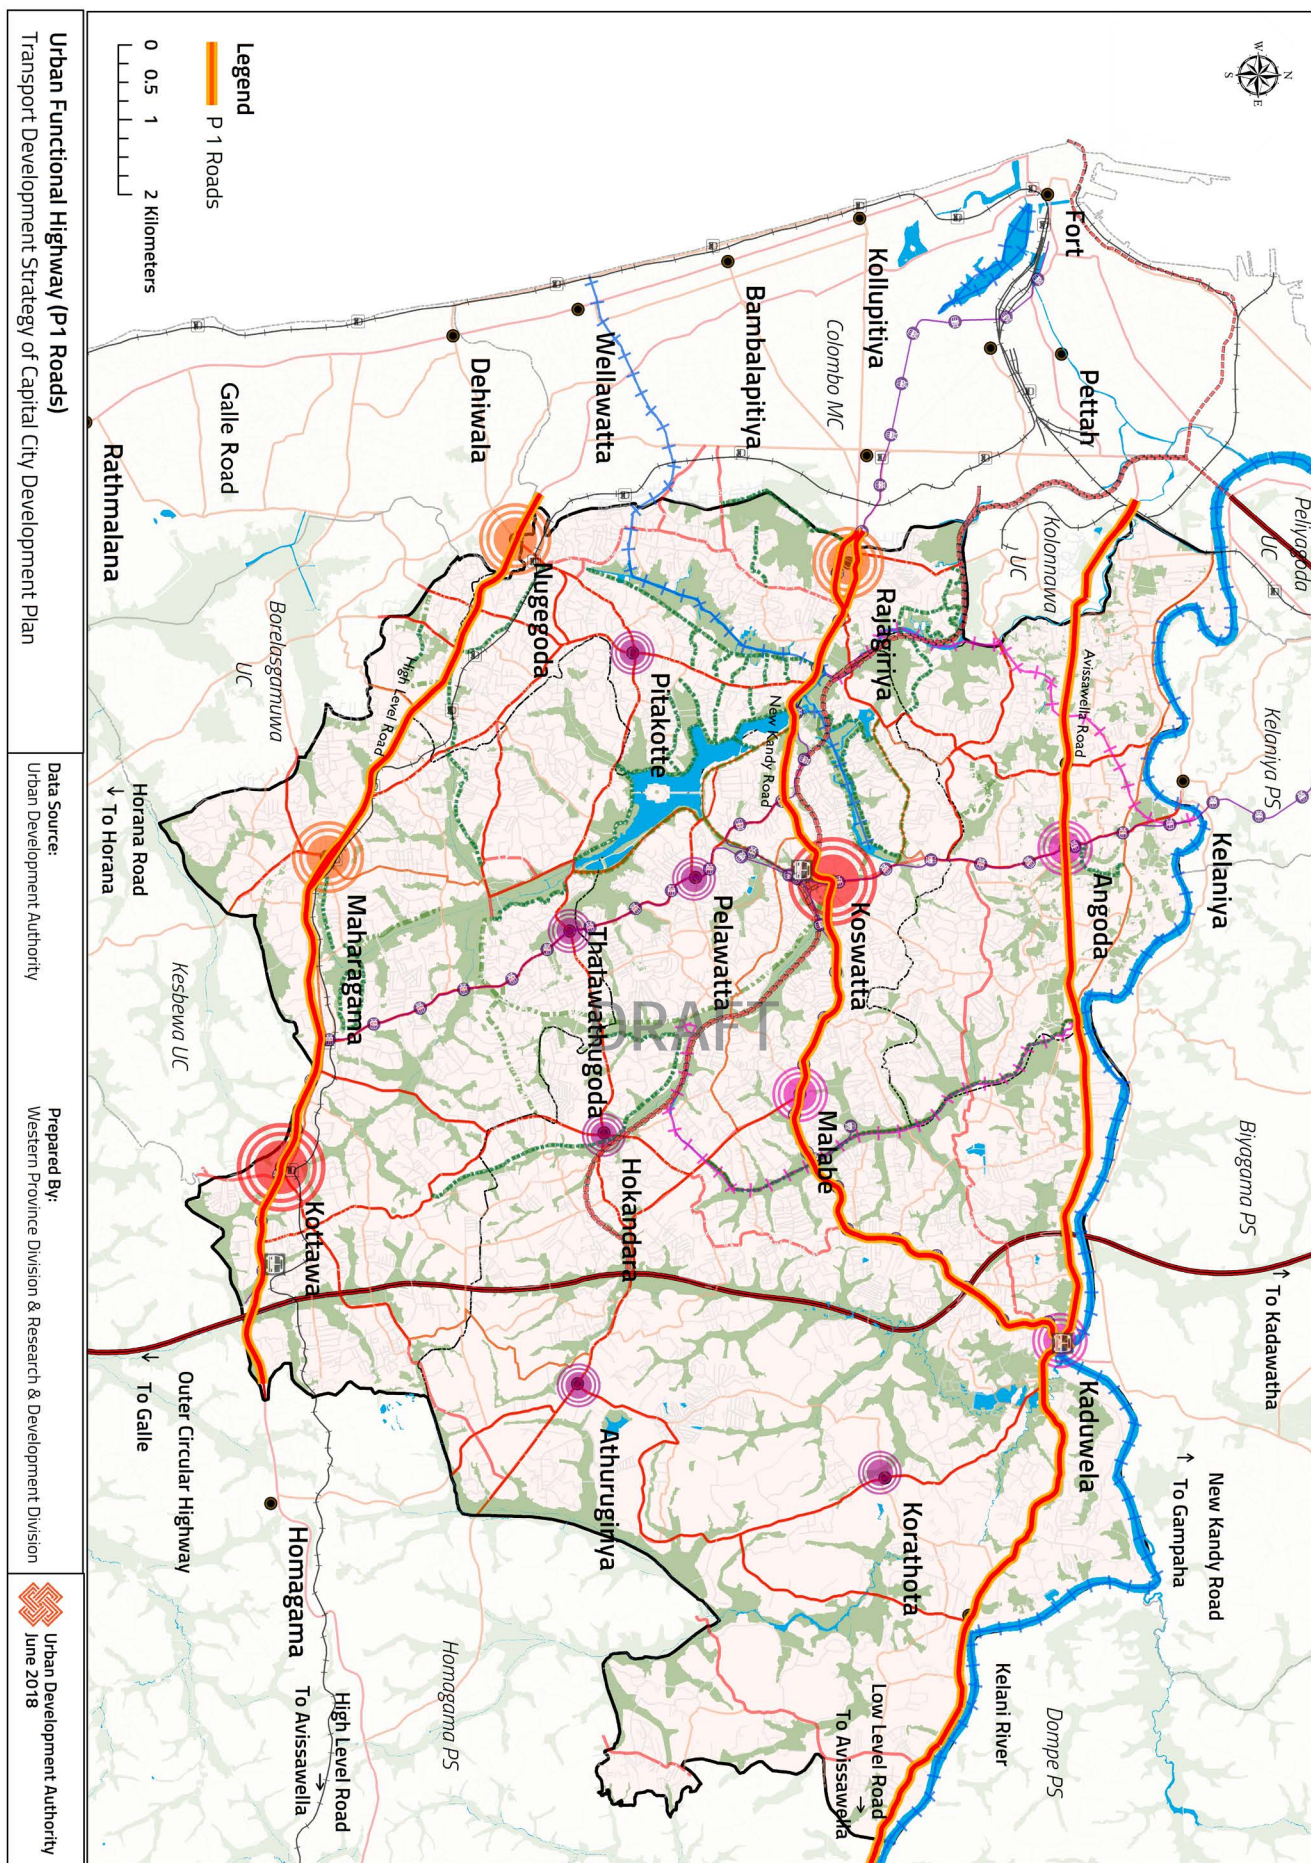 N
W
E
S
Legend
P 1 Roads
0 0.5 1 2 Kilometers
Fort
Pettah
Peliyagoda
UC
Kelaniya PS
Kelaniya
Kolonnawa
UC
Kollupitiya
Colombo MC
Bambalapitiya
Wellawatta
Dehiwala
Galle Road
Rathmalana
Rajagiriya
Avissawella Road
Angoda
New Kandy Road
Koswatta
Pitakotte
Pelawatta
Nugegoda
High Level Road
Borelasgamuwa
UC
Thalawathugoda
Maharagama
Horana Road
↓ To Horana
Kesbewa UC
DRAFT
Malabe
Biyagama PS
Hokandara
Kottawa
Kaduwela
↑ To Kadawatha
New Kandy Road
↑ To Gampaha
Outer Circular Highway
↓ To Galle
Athurugiriya
Korathota
Homagama
Homagama PS
High Level Road
To Avissawella →
Low Level Road
To Avissawella →
Kelani River
Dompe PS
Urban Functional Highway (P1 Roads)
Transport Development Strategy of Capital City Development Plan
Data Source:
Urban Development Authority
Prepared By:
Western Province Division & Research & Development Division
Urban Development Authority
June 2018